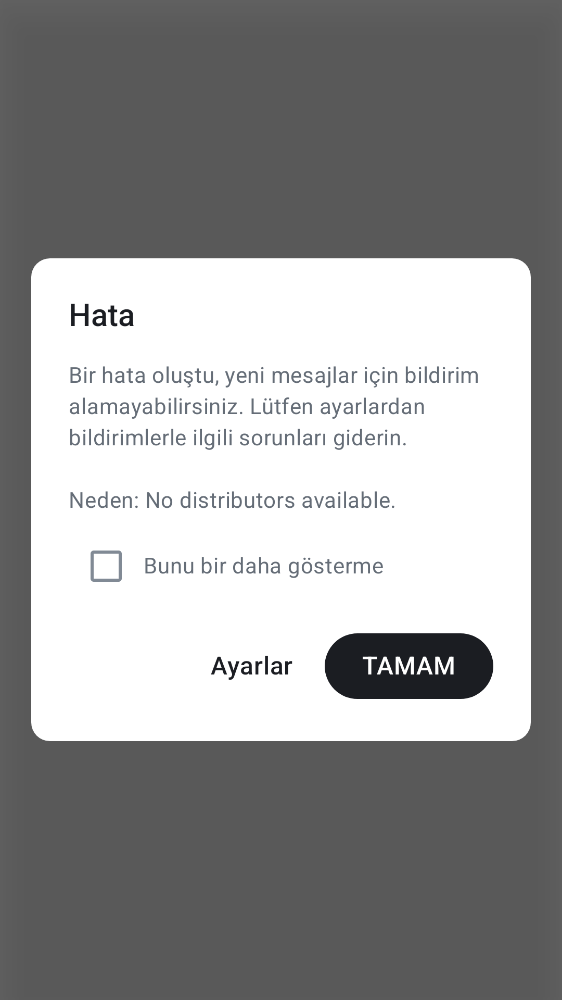 Hata
Bir hata oluştu, yeni mesajlar için bildirim
alamayabilirsiniz. Lütfen ayarlardan
bildirimlerle ilgili sorunları giderin.
Neden: No distributors available.
Bunu bir daha gösterme
Ayarlar
TAMAM